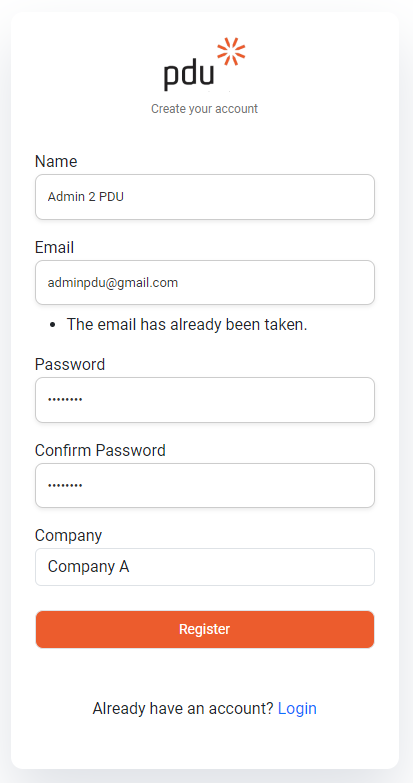 pdu
Create your account
Name
Admin 2 PDU
Email
adminpdu@gmail.com
• The email has already been taken.
Password
••••••••
Confirm Password
••••••••
Company
Company A
Register
Already have an account? Login